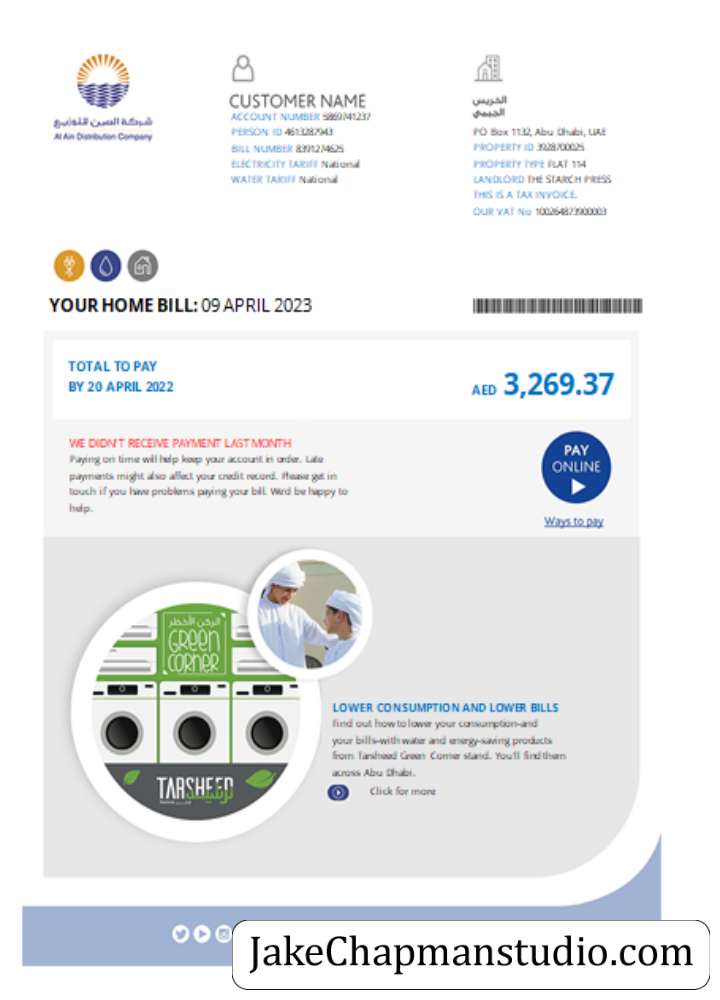 شركة العين للتوزيع
Al Ain Distribution Company
CUSTOMER NAME
ACCOUNT NUMBER 5869741237
PERSON ID 4613287943
BILL NUMBER 8391274625
ELECTRICITY TARIFF National
WATER TARIFF National
الخريس
الجيمي
PO Box 1132, Abu Dhabi, UAE
PROPERTY ID 3928700025
PROPERTY TYPE FLAT 114
LANDLORD THE STARCH PRESS
THIS IS A TAX INVOICE.
OUR VAT No 100264873900003
YOUR HOME BILL: 09 APRIL 2023
TOTAL TO PAY
BY 20 APRIL 2022
AED 3,269.37
WE DIDN'T RECEIVE PAYMENT LAST MONTH
Paying on time will help keep your account in order. Late
payments might also affect your credit record. Please get in
touch if you have problems paying your bill. We'd be happy to
help.
PAY
ONLINE
Ways to pay
الركن الأخضر
GREEN
CORNER
TARSHEED
ترشيد
LOWER CONSUMPTION AND LOWER BILLS
Find out how to lower your consumption-and
your bills-with water and energy-saving products
from Tarsheed Green Corner stand. You'll find them
across Abu Dhabi.
Click for more
JakeChapmanstudio.com